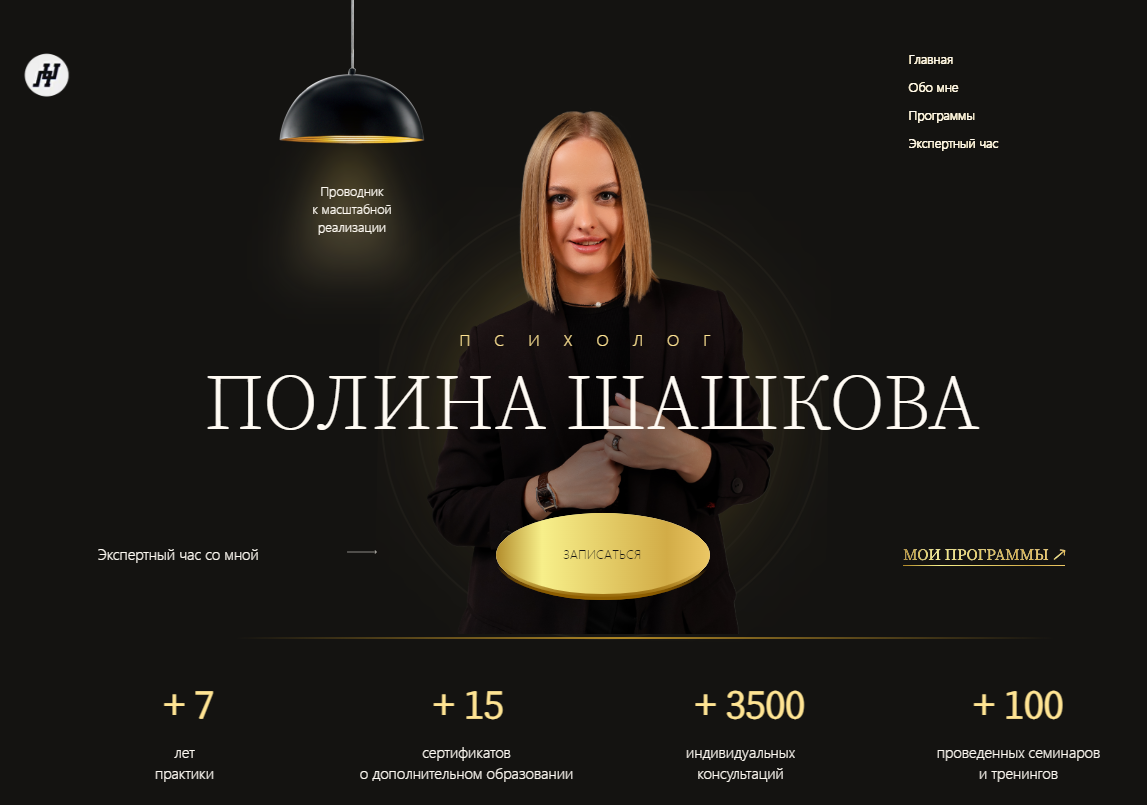 Главная
Обо мне
Программы
Экспертный час
Проводник
к масштабной
реализации
ПСИХОЛОГ
ПОЛИНА ШАШКОВА
Экспертный час со мной
ЗАПИСАТЬСЯ
МОИ ПРОГРАММЫ
+ 7
лет
практики
+ 15
сертификатов
о дополнительном образовании
+ 3500
индивидуальных
консультаций
+ 100
проведенных семинаров
и тренингов